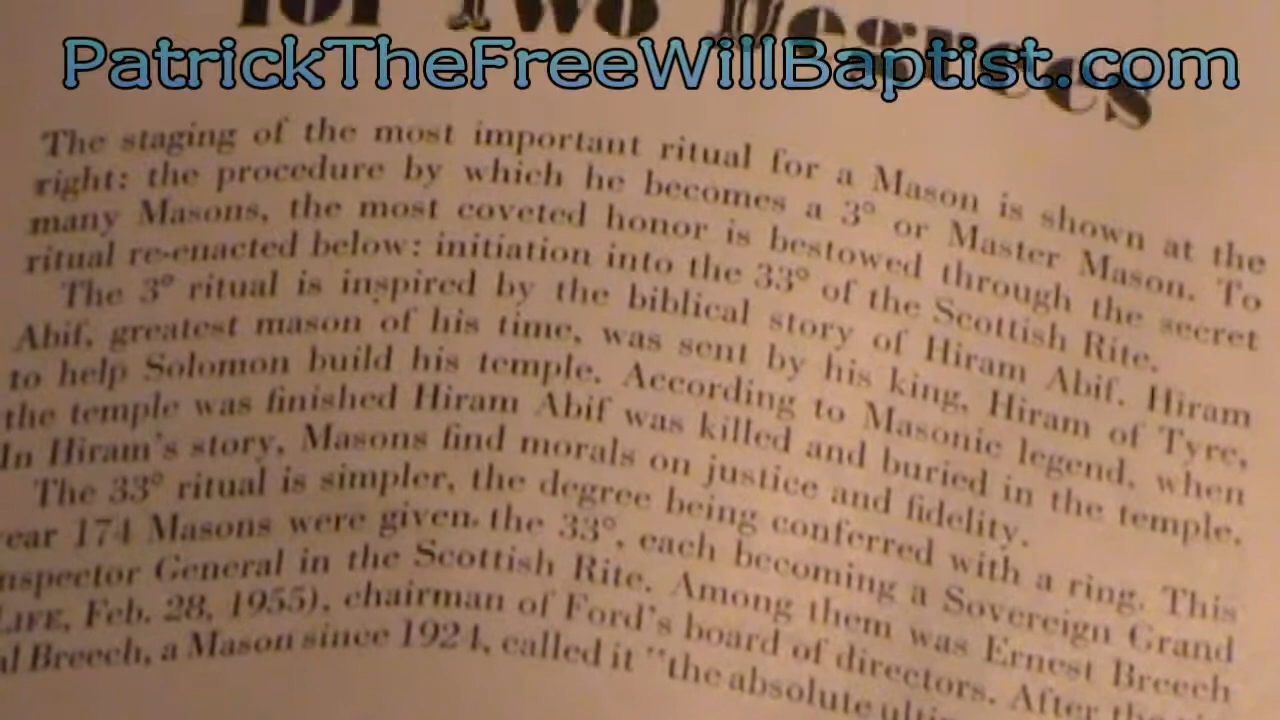 for Two Degrees
PatrickTheFreeWillBaptist.com
The staging of the most important ritual for a Mason is shown at the
right: the procedure by which he becomes a 3° or Master Mason. To
many Masons, the most coveted honor is bestowed through the secret
ritual re-enacted below: initiation into the 33° of the Scottish Rite.
The 3° ritual is inspired by the biblical story of Hiram Abif. Hiram
Abif, greatest mason of his time, was sent by his king, Hiram of Tyre,
to help Solomon build his temple. According to Masonic legend, when
the temple was finished Hiram Abif was killed and buried in the temple.
In Hiram's story, Masons find morals on justice and fidelity.
The 33° ritual is simpler, the degree being conferred with a ring. This
ear 174 Masons were given the 33°, each becoming a Sovereign Grand
nspector General in the Scottish Rite. Among them was Ernest Breech
LIFE, Feb. 28, 1955), chairman of Ford's board of directors. After
al Breech, a Mason since 1924, called it "the absolute